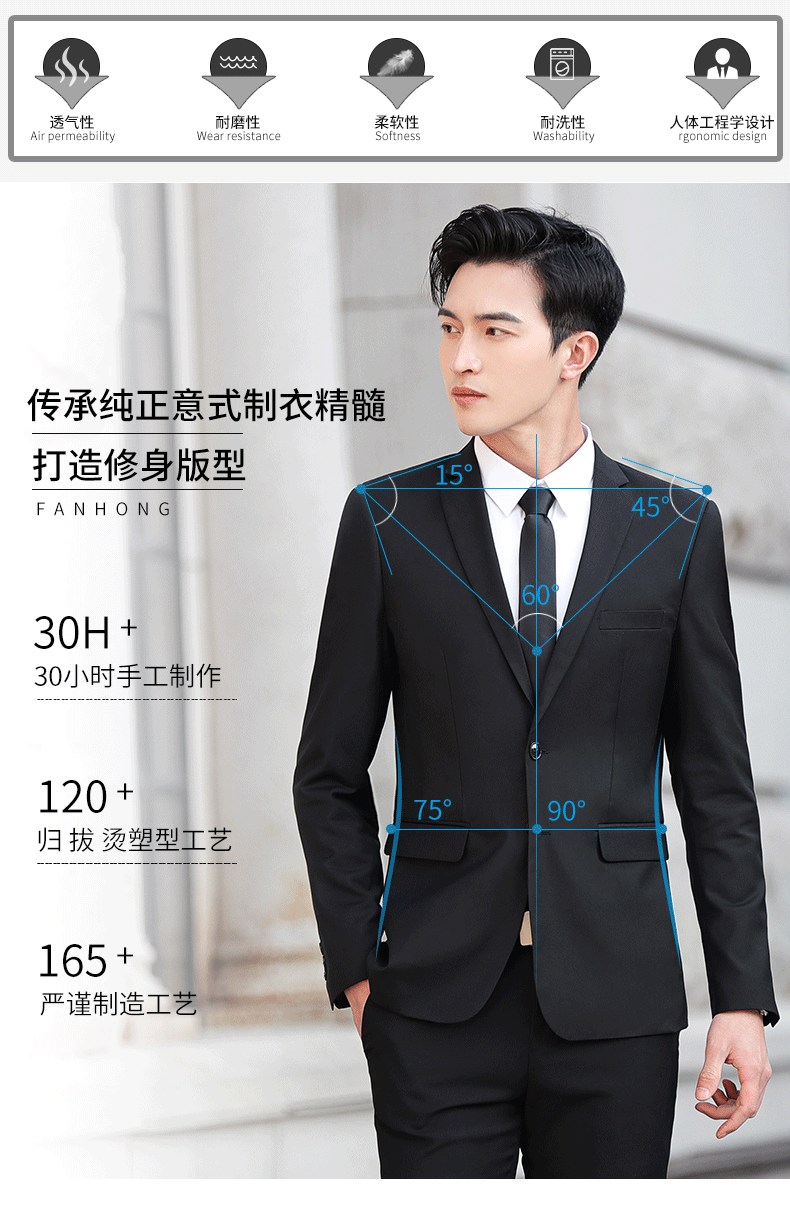 透气性
Air permeability
耐磨性
Wear resistance
柔软性
Softness
耐洗性
Washability
人体工程学设计
rgonomic design
传承纯正意式制衣精髓
打造修身版型
FANHONG
15°
45°
60°
30H+
30小时手工制作
75°
90°
120+
归 拔 烫塑型工艺
165+
严谨制造工艺